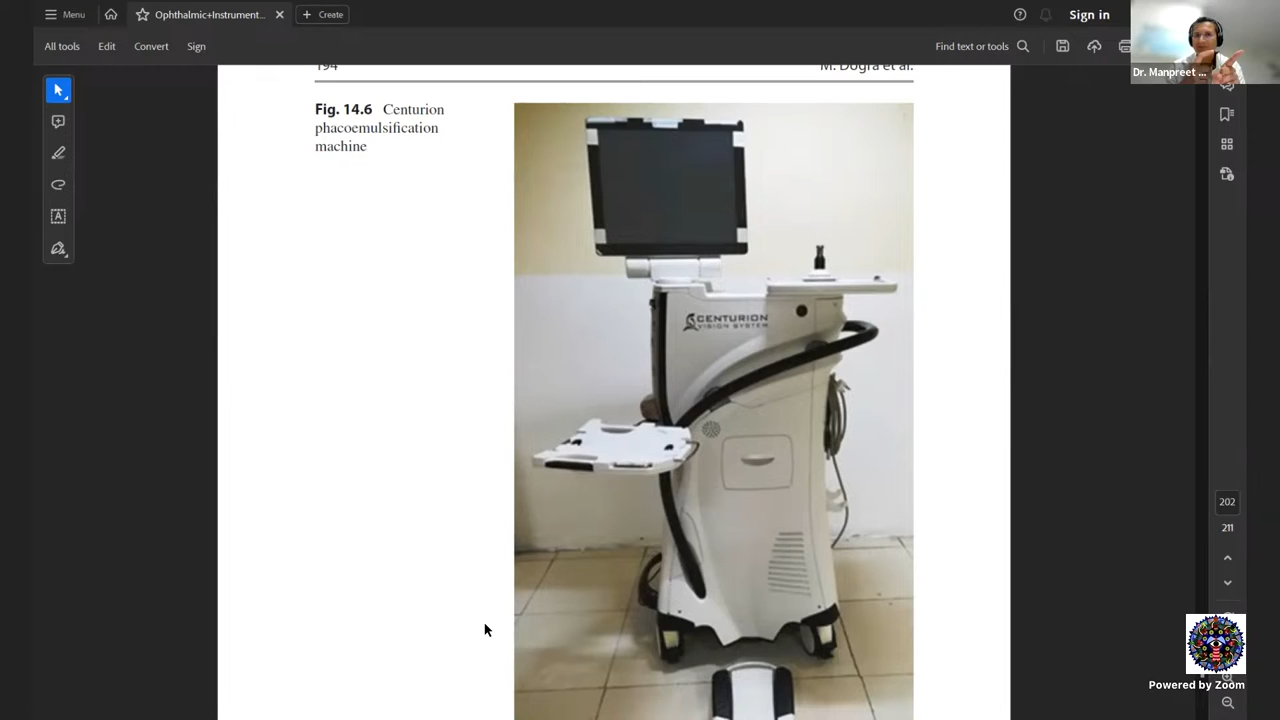 Menu
Ophthalmic+Instrument...
Create
Sign in
All tools
Edit
Convert
Sign
Find text or tools
Dr. Manpreet ...
194
M. Dogra et al.
Fig. 14.6 Centurion
phacoemulsification
machine
CENTURION
VISION SYSTEM
202
211
Powered by Zoom